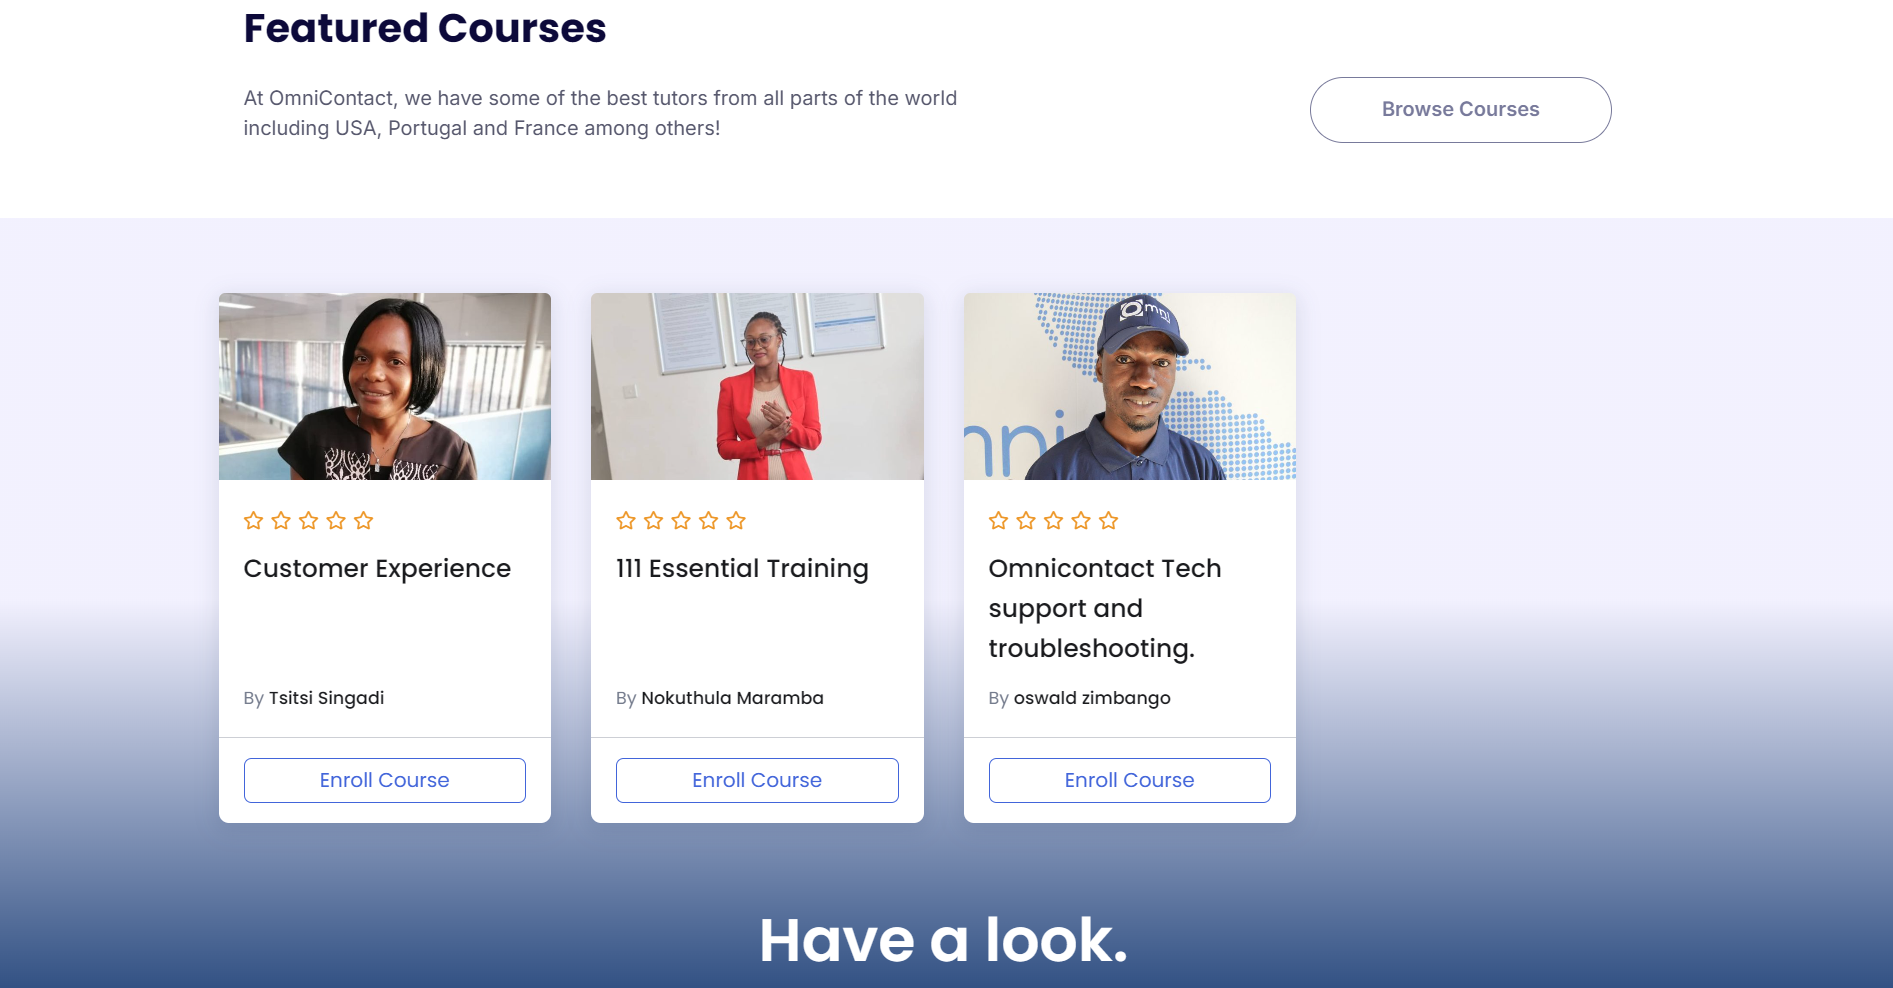 Featured Courses
At OmniContact, we have some of the best tutors from all parts of the world
including USA, Portugal and France among others!
Browse Courses
Omni
mni
Customer Experience
111 Essential Training
Omnicontact Tech
support and
troubleshooting.
By Tsitsi Singadi
By Nokuthula Maramba
By oswald zimbango
Enroll Course
Enroll Course
Enroll Course
Have a look.